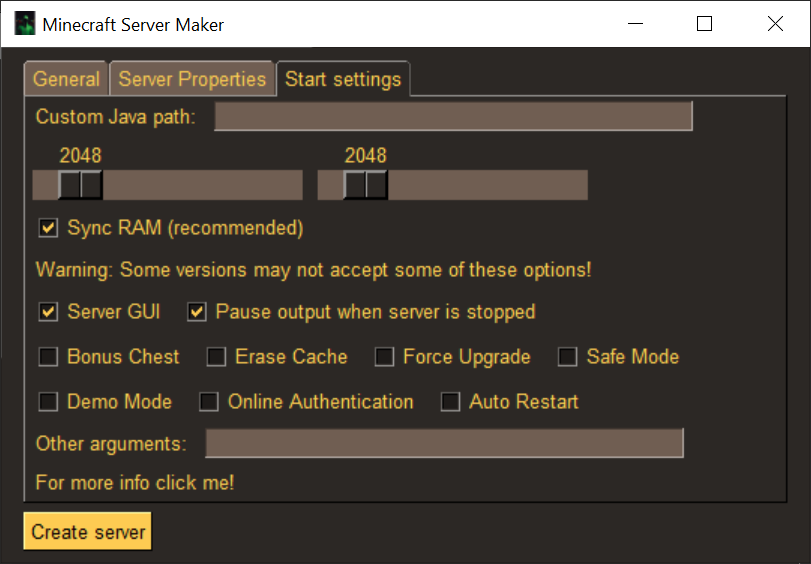 Minecraft Server Maker
General Server Properties Start settings
Custom Java path:
2048 2048
Sync RAM (recommended)
Warning: Some versions may not accept some of these options!
Server GUI Pause output when server is stopped
Bonus Chest Erase Cache Force Upgrade Safe Mode
Demo Mode Online Authentication Auto Restart
Other arguments:
For more info click me!
Create server